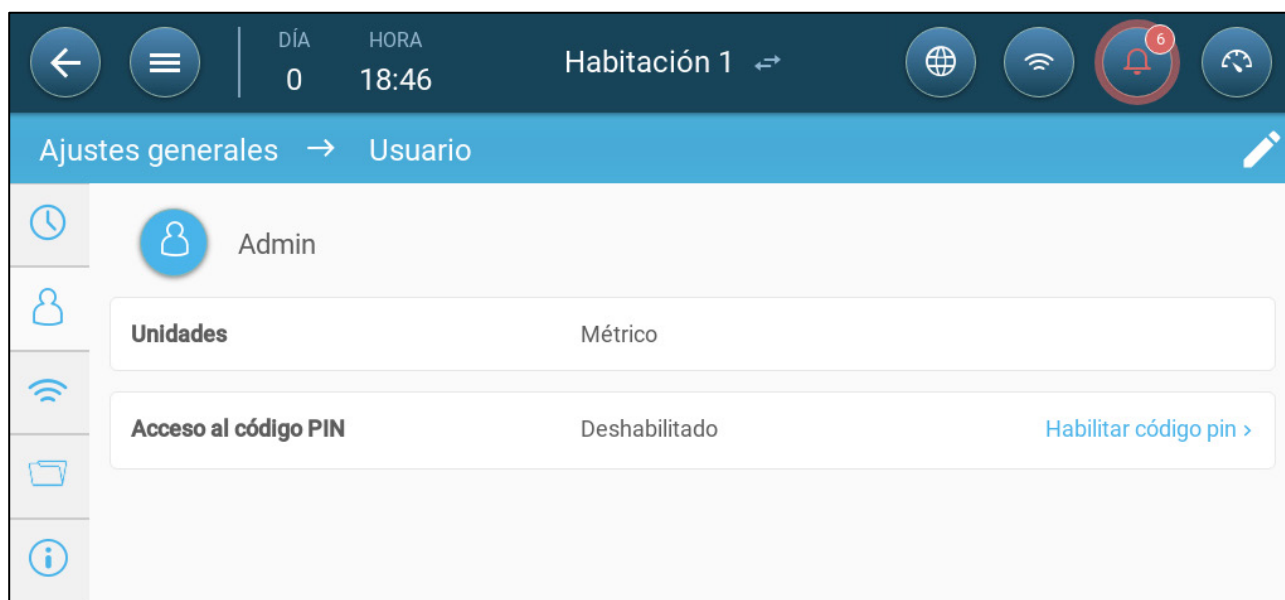 DÍA HORA
0 18:46
Habitación 1
6
Ajustes generales → Usuario
Admin
Unidades Métrico
Acceso al código PIN Deshabilitado Habilitar código pin >